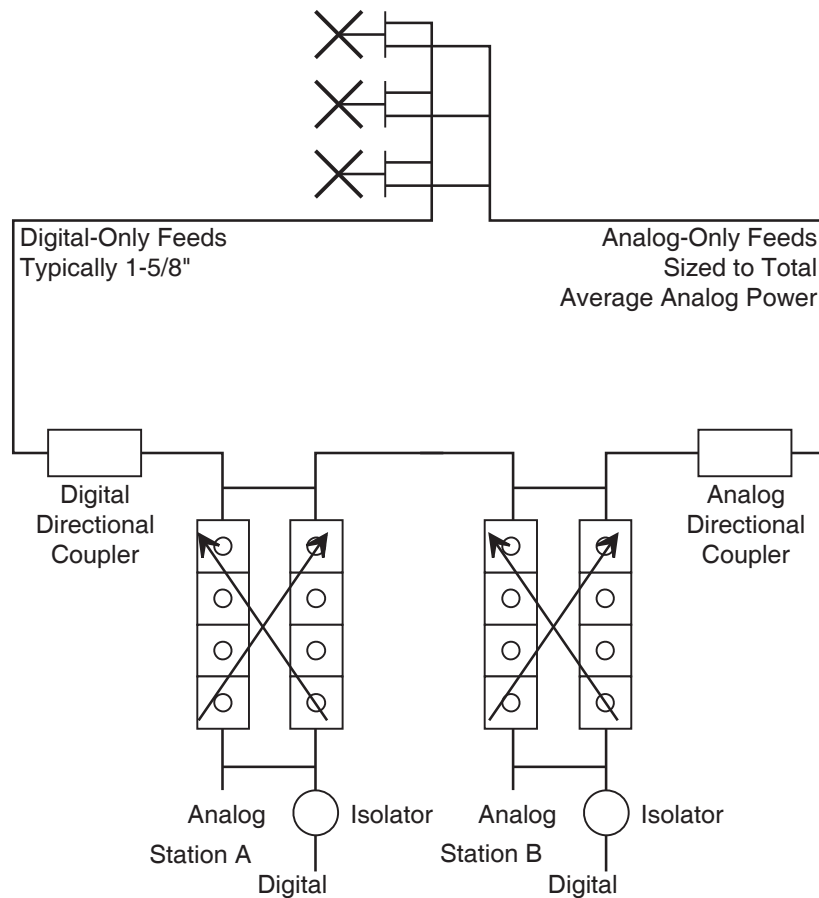 Digital-Only Feeds
Typically 1-5/8"
Analog-Only Feeds
Sized to Total
Average Analog Power
Digital
Directional
Coupler
Analog
Directional
Coupler
Analog
Isolator
Analog
Isolator
Station A
Station B
Digital
Digital